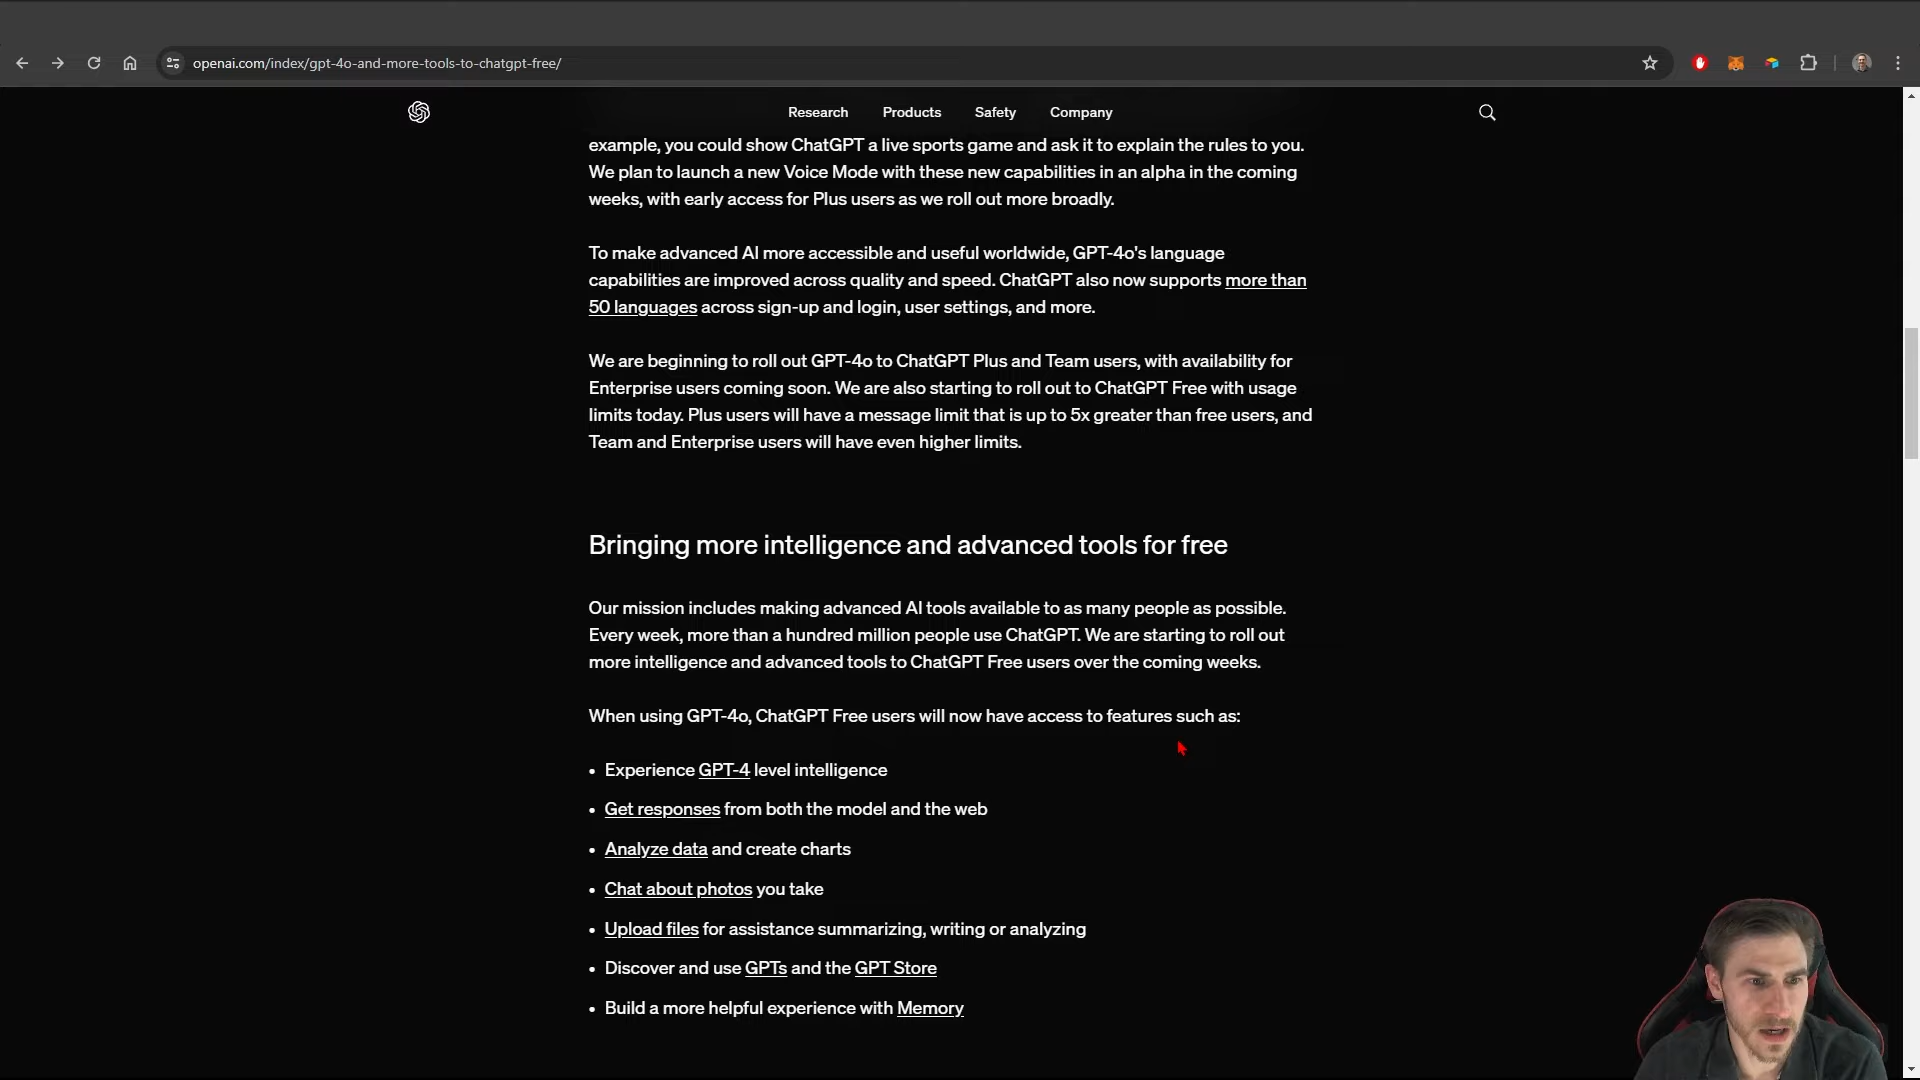 openai.com/index/gpt-4o-and-more-tools-to-chatgpt-free/
Research
Products
Safety
Company
example, you could show ChatGPT a live sports game and ask it to explain the rules to you.
We plan to launch a new Voice Mode with these new capabilities in an alpha in the coming
weeks, with early access for Plus users as we roll out more broadly.
To make advanced AI more accessible and useful worldwide, GPT-4o's language
capabilities are improved across quality and speed. ChatGPT also now supports more than
50 languages across sign-up and login, user settings, and more.
We are beginning to roll out GPT-4o to ChatGPT Plus and Team users, with availability for
Enterprise users coming soon. We are also starting to roll out to ChatGPT Free with usage
limits today. Plus users will have a message limit that is up to 5x greater than free users, and
Team and Enterprise users will have even higher limits.
Bringing more intelligence and advanced tools for free
Our mission includes making advanced AI tools available to as many people as possible.
Every week, more than a hundred million people use ChatGPT. We are starting to roll out
more intelligence and advanced tools to ChatGPT Free users over the coming weeks.
When using GPT-4o, ChatGPT Free users will now have access to features such as:
• Experience GPT-4 level intelligence
• Get responses from both the model and the web
• Analyze data and create charts
• Chat about photos you take
• Upload files for assistance summarizing, writing or analyzing
• Discover and use GPTs and the GPT Store
• Build a more helpful experience with Memory